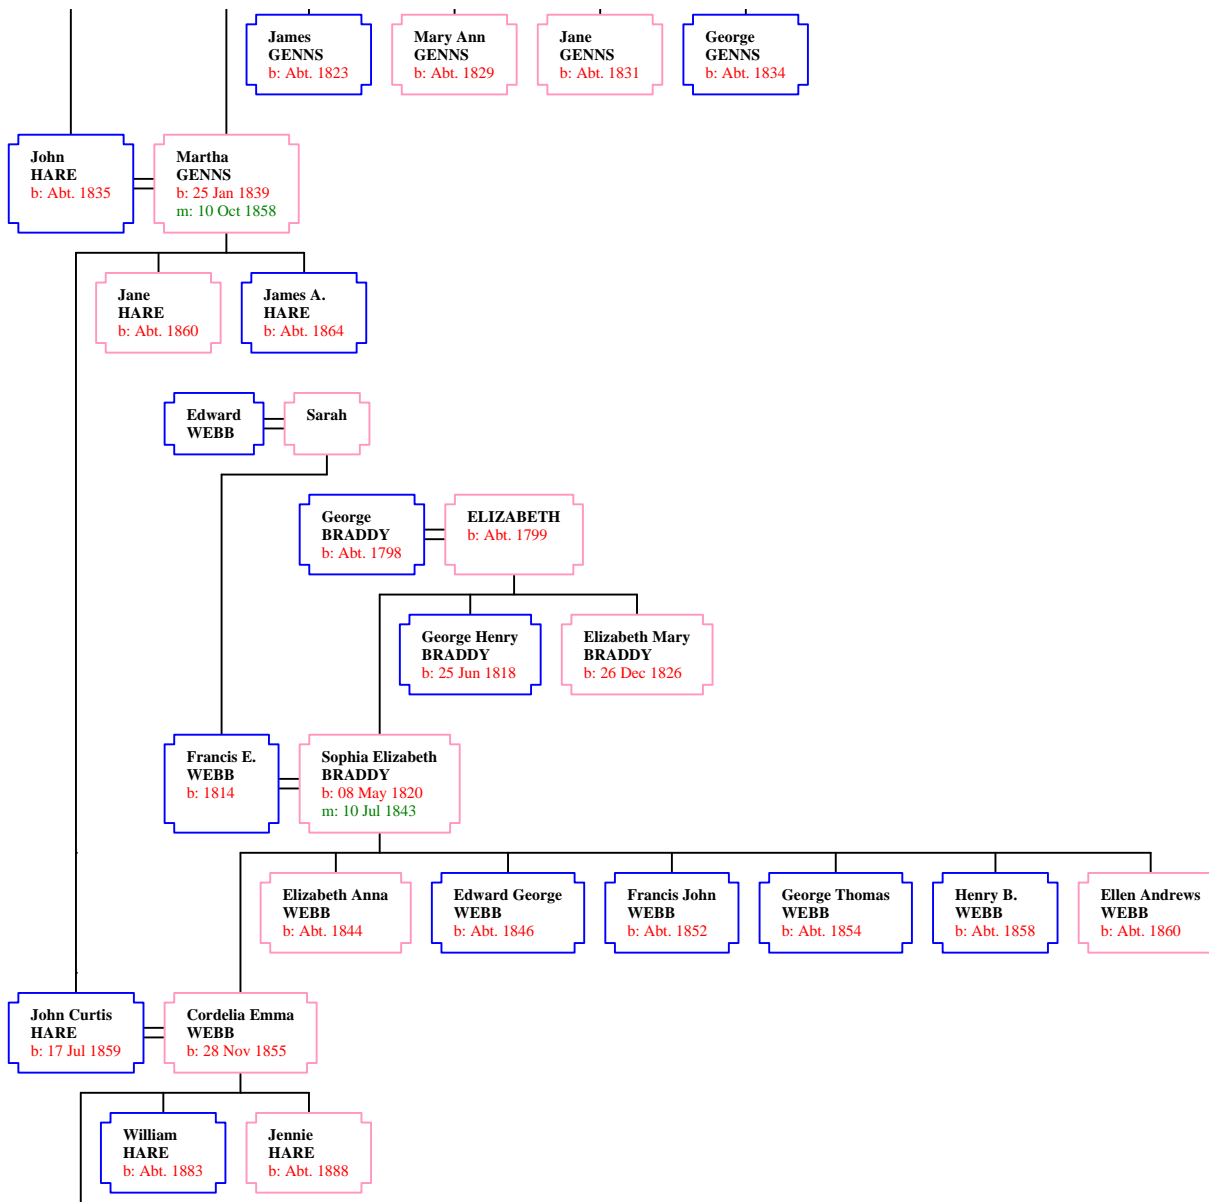 James
GENNS
b: Abt. 1823
Mary Ann
GENNS
b: Abt. 1829
Jane
GENNS
b: Abt. 1831
George
GENNS
b: Abt. 1834
John
HARE
b: Abt. 1835
Martha
GENNS
b: 25 Jan 1839
m: 10 Oct 1858
Jane
HARE
b: Abt. 1860
James A.
HARE
b: Abt. 1864
Edward
WEBB
Sarah
George
BRADDY
b: Abt. 1798
ELIZABETH
b: Abt. 1799
George Henry
BRADDY
b: 25 Jun 1818
Elizabeth Mary
BRADDY
b: 26 Dec 1826
Francis E.
WEBB
b: 1814
Sophia Elizabeth
BRADDY
b: 08 May 1820
m: 10 Jul 1843
Elizabeth Anna
WEBB
b: Abt. 1844
Edward George
WEBB
b: Abt. 1846
Francis John
WEBB
b: Abt. 1852
George Thomas
WEBB
b: Abt. 1854
Henry B.
WEBB
b: Abt. 1858
Ellen Andrews
WEBB
b: Abt. 1860
John Curtis
HARE
b: 17 Jul 1859
Cordelia Emma
WEBB
b: 28 Nov 1855
William
HARE
b: Abt. 1883
Jennie
HARE
b: Abt. 1888